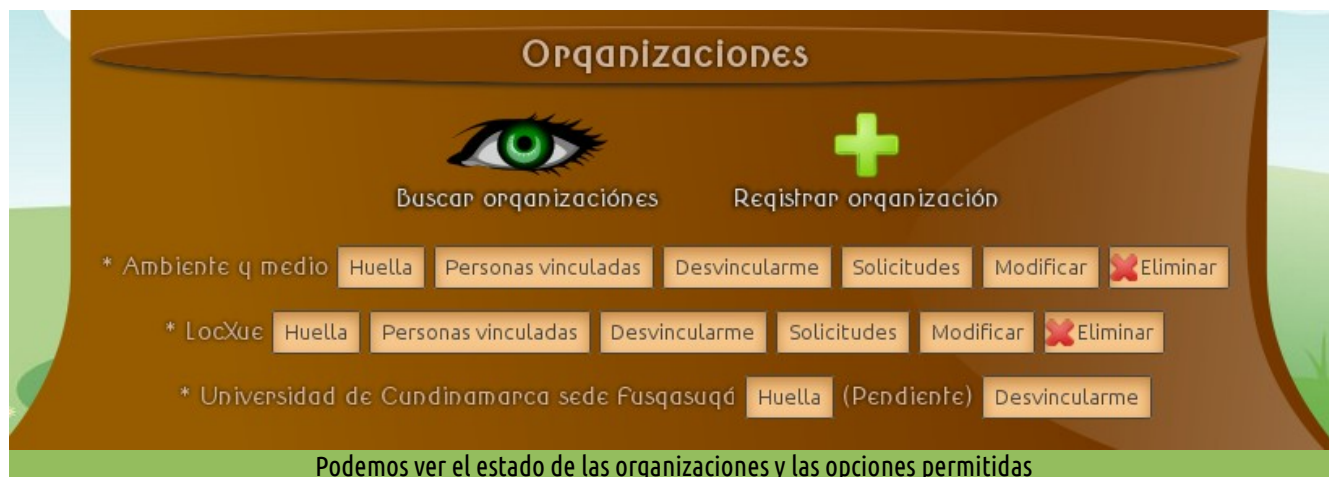 Organizaciones
Buscar organizaciónes Registrar organización
* Ambiente y medio Huella Personas vinculadas Desvincularme Solicitudes Modificar Eliminar
* LocXue Huella Personas vinculadas Desvincularme Solicitudes Modificar Eliminar
* Universidad de Cundinamarca sede Fusgasugá Huella (Pendiente) Desvincularme
Podemos ver el estado de las organizaciones y las opciones permitidas